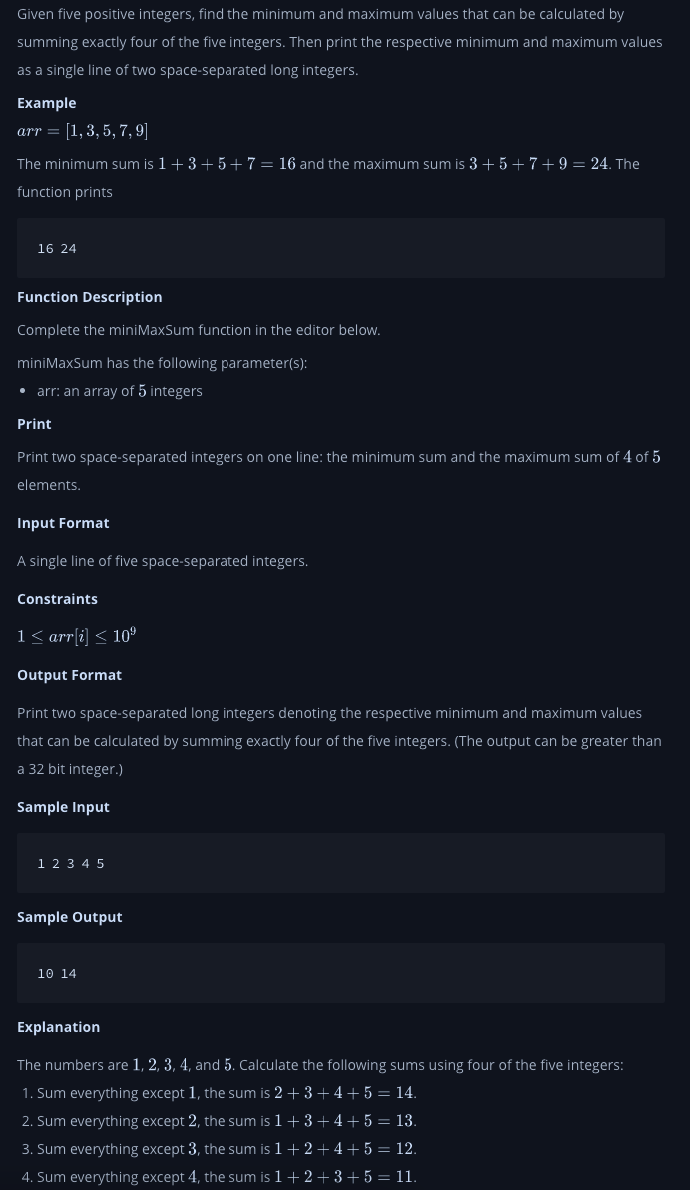 Given five positive integers, find the minimum and maximum values that can be calculated by
summing exactly four of the five integers. Then print the respective minimum and maximum values
as a single line of two space-separated long integers.
Example
arr = [1, 3, 5, 7, 9]
The minimum sum is 1 + 3 + 5 + 7 = 16 and the maximum sum is 3 + 5 + 7 + 9 = 24. The
function prints
16 24
Function Description
Complete the miniMaxSum function in the editor below.
miniMaxSum has the following parameter(s):
• arr: an array of 5 integers
Print
Print two space-separated integers on one line: the minimum sum and the maximum sum of 4 of 5
elements.
Input Format
A single line of five space-separated integers.
Constraints
1 ≤ arr[i] ≤ 10⁹
Output Format
Print two space-separated long integers denoting the respective minimum and maximum values
that can be calculated by summing exactly four of the five integers. (The output can be greater than
a 32 bit integer.)
Sample Input
1 2 3 4 5
Sample Output
10 14
Explanation
The numbers are 1, 2, 3, 4, and 5. Calculate the following sums using four of the five integers:
1. Sum everything except 1, the sum is 2 + 3 + 4 + 5 = 14.
2. Sum everything except 2, the sum is 1 + 3 + 4 + 5 = 13.
3. Sum everything except 3, the sum is 1 + 2 + 4 + 5 = 12.
4. Sum everything except 4, the sum is 1 + 2 + 3 + 5 = 11.